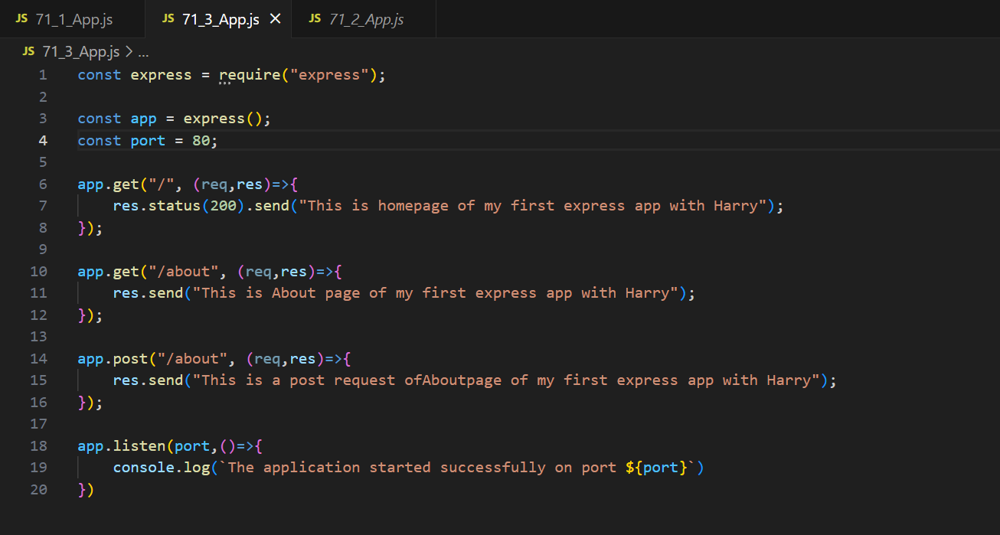 JS 71_1_App.js JS 71_3_App.js × JS 71_2_App.js
JS 71_3_App.js > ...
1 const express = require("express");
2
3 const app = express();
4 const port = 80;
5
6 app.get("/", (req,res)=>{
7     res.status(200).send("This is homepage of my first express app with Harry");
8 });
9
10 app.get("/about", (req,res)=>{
11     res.send("This is About page of my first express app with Harry");
12 });
13
14 app.post("/about", (req,res)=>{
15     res.send("This is a post request ofAboutpage of my first express app with Harry");
16 });
17
18 app.listen(port,()=>{
19     console.log(`The application started successfully on port ${port}`)
20 })